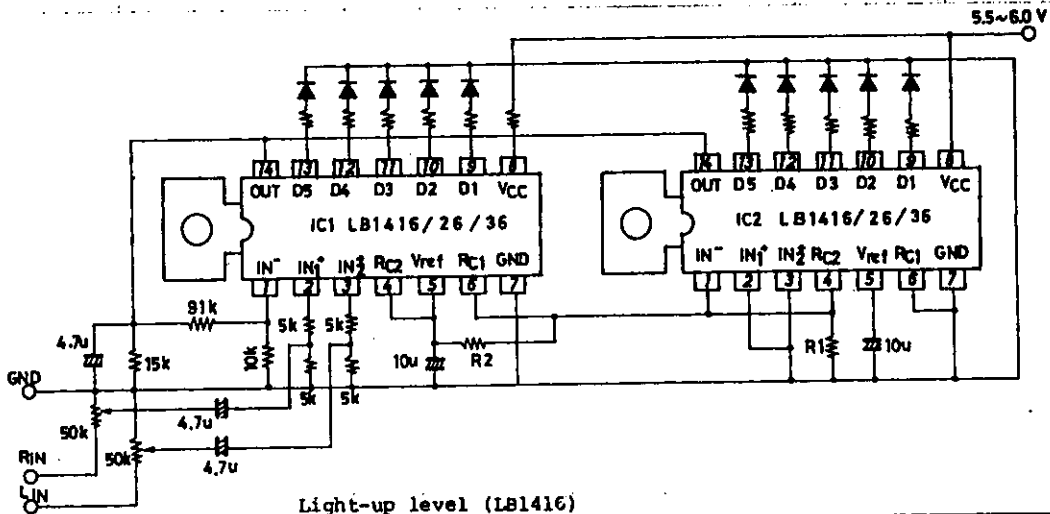 5.5~6.0 V
14 13 12 11 10 9 8
OUT D5 D4 D3 D2 D1 VCC
IC1 LB1416/26/36
IN⁻ IN₁⁺ IN₂⁺ RC2 Vref RC1 GND
1 2 3 4 5 6 7
14 13 12 11 10 9 8
OUT D5 D4 D3 D2 D1 VCC
IC2 LB1416/26/36
IN⁻ IN₁⁺ IN₂⁺ RC2 Vref RC1 GND
1 2 3 4 5 6 7
91k
5k 5k
4.7u
15k
10k
10u
R2
R1
10u
GND
5k 5k
50k
4.7u
RIN
50k
4.7u
LIN
Light-up level (LB1416)